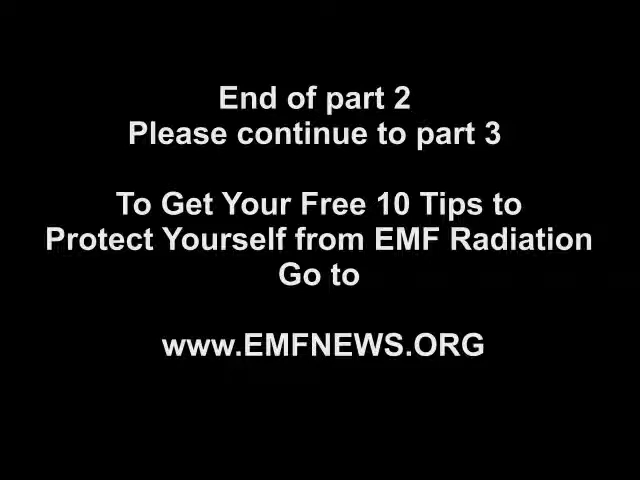 End of part 2
Please continue to part 3
To Get Your Free 10 Tips to
Protect Yourself from EMF Radiation
Go to
www.EMFNEWS.ORG